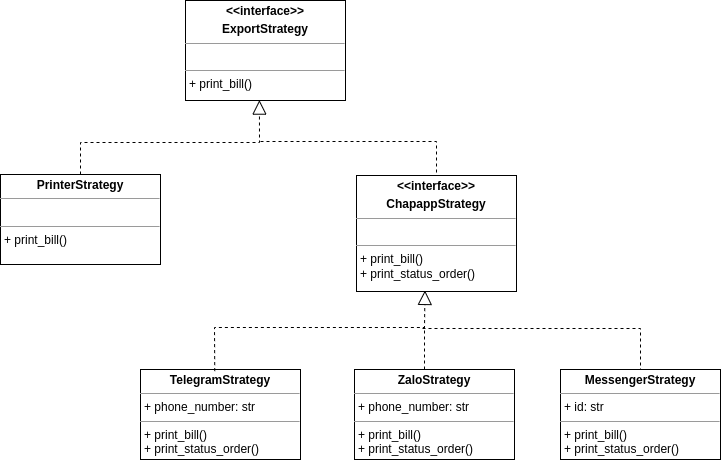 <<interface>>
ExportStrategy
+ print_bill()
PrinterStrategy
+ print_bill()
<<interface>>
ChapappStrategy
+ print_bill()
+ print_status_order()
TelegramStrategy
+ phone_number: str
+ print_bill()
+ print_status_order()
ZaloStrategy
+ phone_number: str
+ print_bill()
+ print_status_order()
MessengerStrategy
+ id: str
+ print_bill()
+ print_status_order()